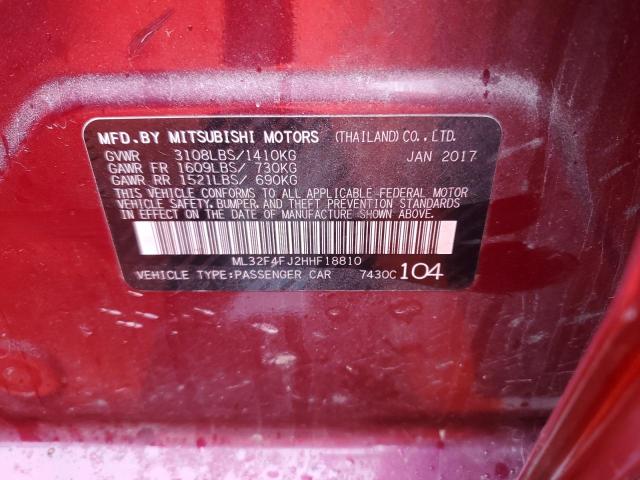 MFD. BY MITSUBISHI MOTORS (THAILAND)CO.,LTD.
GVWR 3108LBS/1410KG JAN 2017
GAWR FR 1609LBS/ 730KG
GAWR RR 1521LBS/ 690KG
THIS VEHICLE CONFORMS TO ALL APPLICABLE FEDERAL MOTOR
VEHICLE SAFETY,BUMPER,AND THEFT PREVENTION STANDARDS
IN EFFECT ON THE DATE OF MANUFACTURE SHOWN ABOVE.
ML32F4FJ2HHF18810
VEHICLE TYPE:PASSENGER CAR 7430C 104